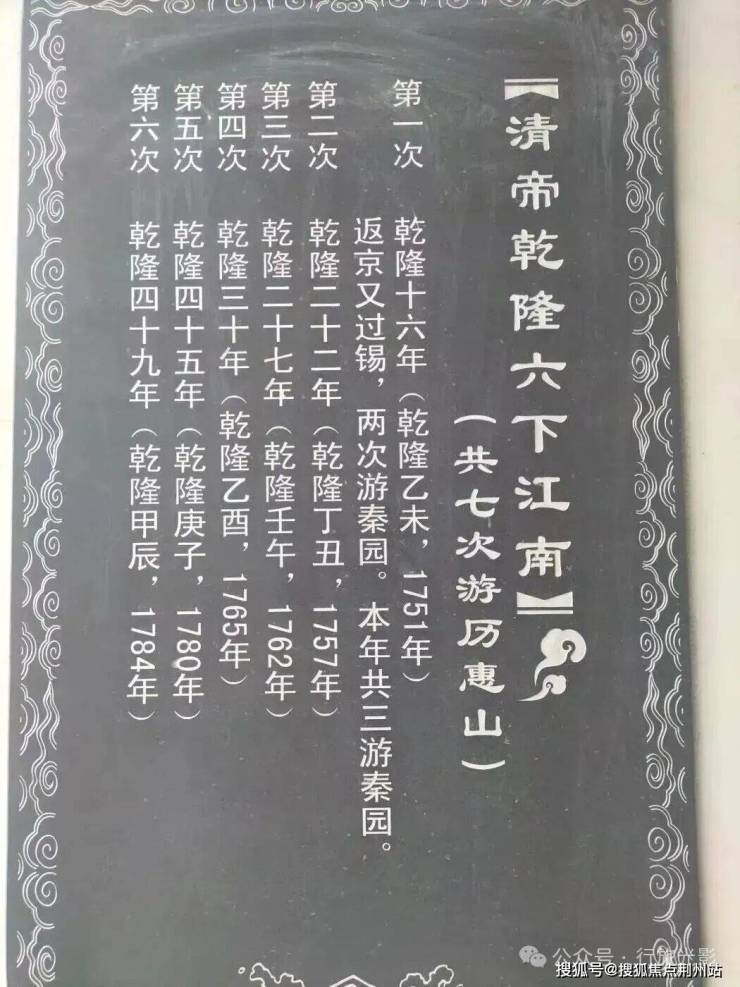 【清帝乾隆六下江南】
（共七次游历惠山）
第一次 乾隆十六年（乾隆乙未，1751年）
返京又过锡，两次游秦园。本年共三游秦园。
第二次 乾隆二十二年（乾隆丁丑，1757年）
第三次 乾隆二十七年（乾隆壬午，1762年）
第四次 乾隆三十年（乾隆乙酉，1765年）
第五次 乾隆四十五年（乾隆庚子，1780年）
第六次 乾隆四十九年（乾隆甲辰，1784年）
公众号·行旅光影
搜狐号@搜狐焦点荆州站